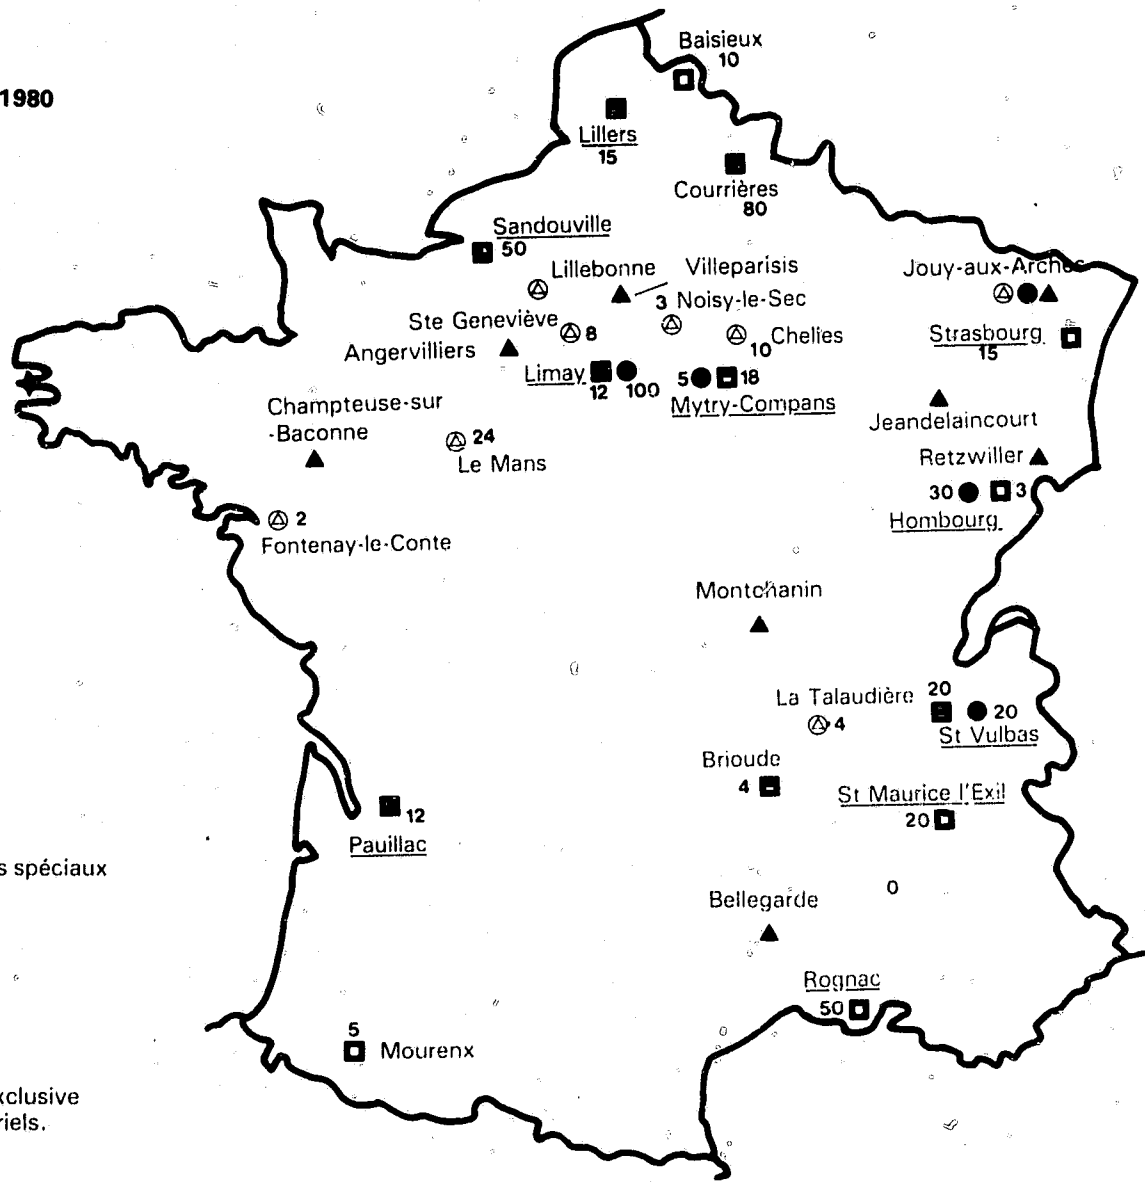 Baisieux
10
1980
Lillers
15
Courrières
80
Sandouville
50
Lillebonne
Villeparisis
Jouy-aux-Arches
3 Noisy-le-Sec
Ste Geneviève
8
Chelles
10
Strasbourg
15
Angervilliers
Limay
12
100
5
18
Mytry-Compans
Champteuse-sur
-Baconne
24
Le Mans
Jeandelaincourt
Retzwiller
30
3
Hombourg
2
Fontenay-le-Conte
Montchanin
La Talaudière
4
20
20
St Vulbas
Brioude
4
St Maurice l'Exil
20
12
Pauillac
s spéciaux
Bellegarde
0
Rognac
50
5
Mourenx
xclusive
riels.